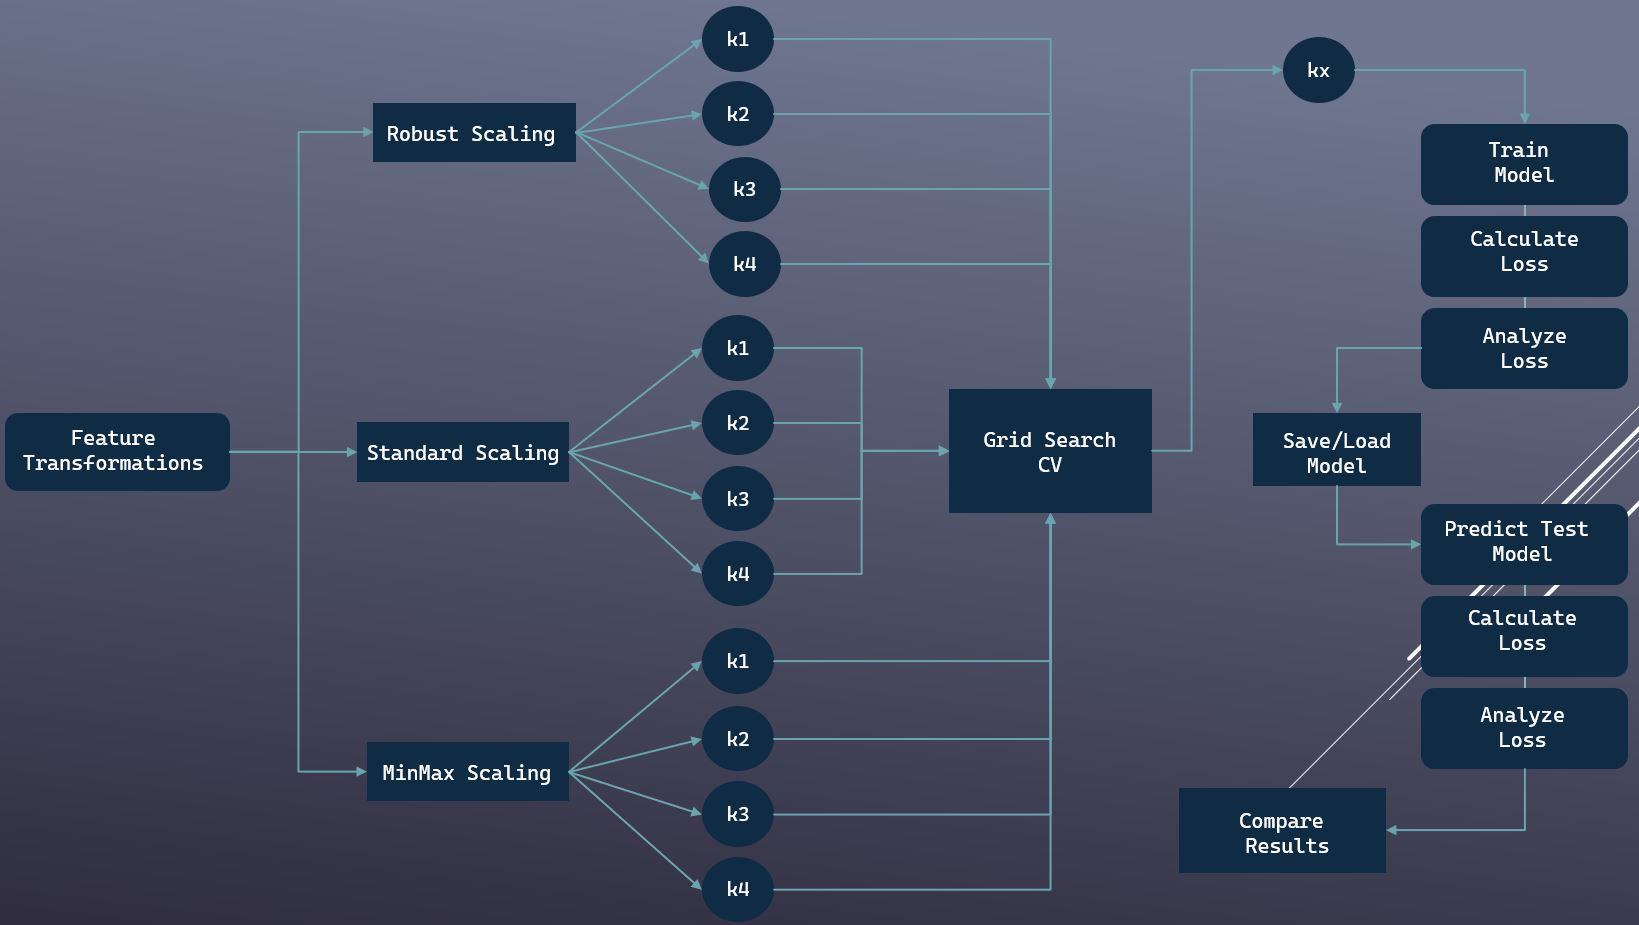 Feature
Transformations
Robust Scaling
k1
k2
k3
k4
Standard Scaling
k1
k2
k3
k4
MinMax Scaling
k1
k2
k3
k4
Grid Search
CV
kx
Train
Model
Calculate
Loss
Analyze
Loss
Save/Load
Model
Predict Test
Model
Calculate
Loss
Analyze
Loss
Compare
Results